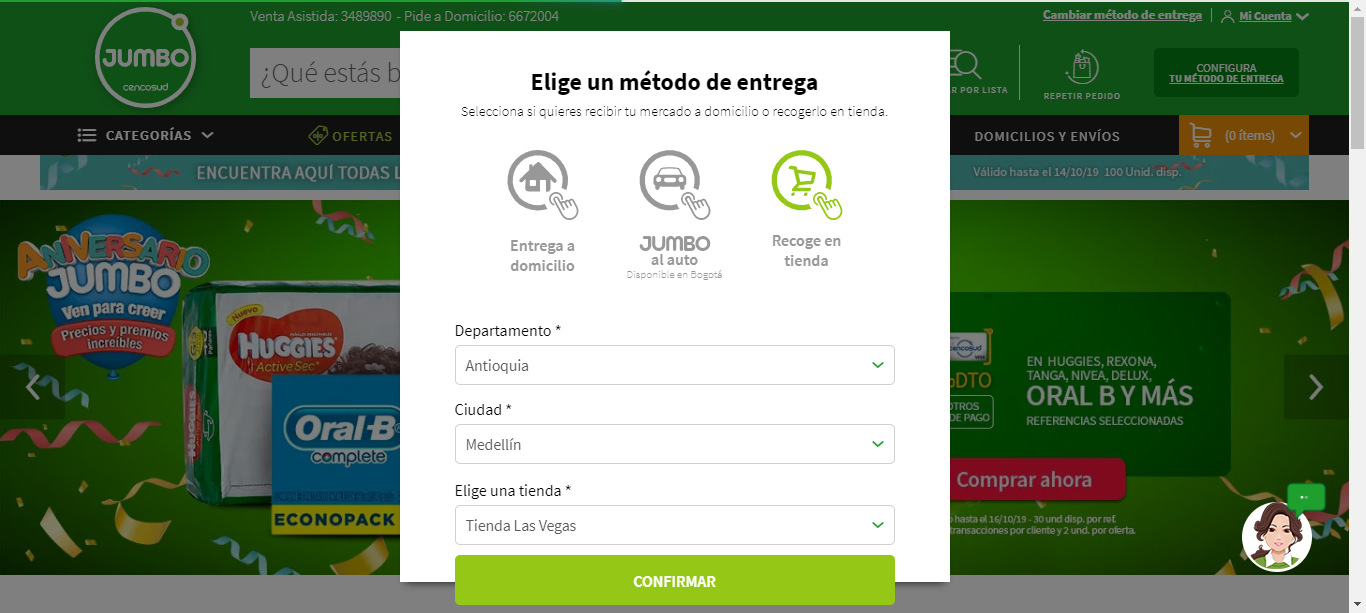 Venta Asistida: 3489890 - Pide a Domicilio: 6672004
Cambiar método de entrega
Mi Cuenta
JUMBO
cencosud
¿Qué estás b
R POR LISTA
REPETIR PEDIDO
CONFIGURA
TU MÉTODO DE ENTREGA
CATEGORÍAS
OFERTAS
DOMICILIOS Y ENVÍOS
(0 ítems)
ENCUENTRA AQUÍ TODAS L
Válido hasta el 14/10/19 100 Unid. disp.
Elige un método de entrega
Selecciona si quieres recibir tu mercado a domicilio o recogerlo en tienda.
Entrega a
domicilio
JUMBO
al auto
Disponible en Bogotá
Recoge en
tienda
Departamento *
Antioquia
Ciudad *
Medellín
Elige una tienda *
Tienda Las Vegas
CONFIRMAR
ANIVERSARIO
JUMBO
Ven para creer
Precios y premios
increíbles
Nuevo
HUGGIES
Active Sec
HUGGIES
Oral-B
complete
ECONOPACK
cencosud
%DTO
OTROS
DE PAGO
EN HUGGIES, REXONA,
TANGA, NIVEA, DELUX,
ORAL B Y MÁS
REFERENCIAS SELECCIONADAS
Comprar ahora
hasta el 16/10/19 - 30 und disp. por ref.
transacciones por cliente y 2 und. por oferta.